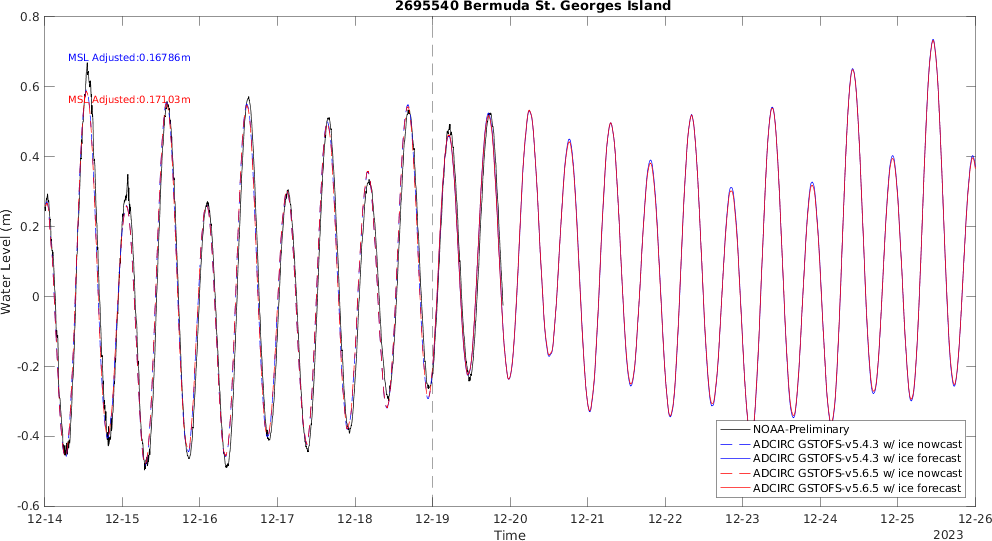 2695540 Bermuda St. Georges Island
MSL Adjusted:0.16786m
MSL Adjusted:0.17103m
Water Level (m)
0.8
0.6
0.4
0.2
0
-0.2
-0.4
-0.6
NOAA-Preliminary
ADCIRC GSTOFS-v5.4.3 w/ ice nowcast
ADCIRC GSTOFS-v5.4.3 w/ ice forecast
ADCIRC GSTOFS-v5.6.5 w/ ice nowcast
ADCIRC GSTOFS-v5.6.5 w/ ice forecast
12-14 12-15 12-16 12-17 12-18 12-19 12-20 12-21 12-22 12-23 12-24 12-25 12-26
Time
2023